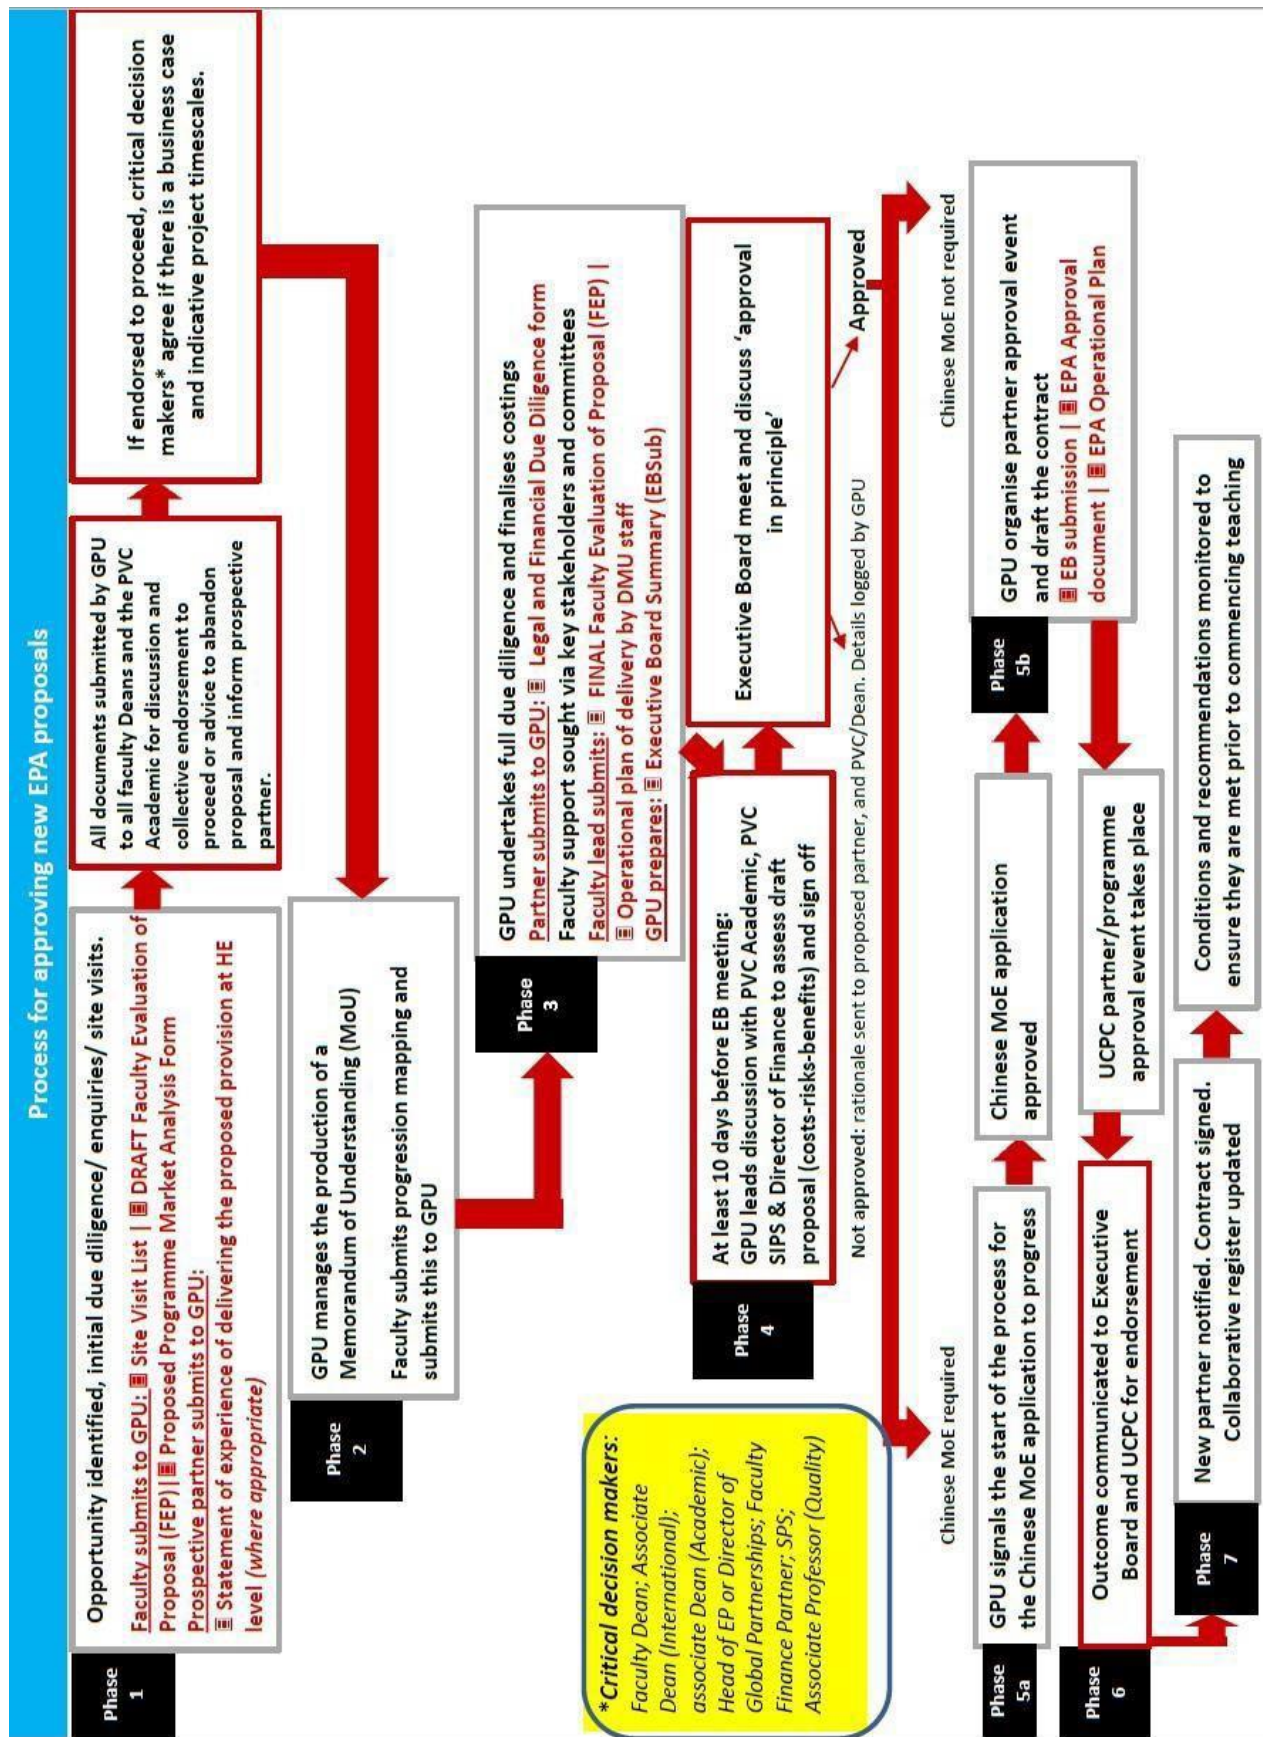 Process for approving new EPA proposals
Phase
1
Opportunity identified, initial due diligence/ enquiries/ site visits.
Faculty submits to GPU: Site Visit List | DRAFT Faculty Evaluation of
Proposal (FEP)| Proposed Programme Market Analysis Form
Prospective partner submits to GPU:
Statement of experience of delivering the proposed provision at HE
level (where appropriate)
All documents submitted by GPU
to all faculty Deans and the PVC
Academic for discussion and
collective endorsement to
proceed or advice to abandon
proposal and inform prospective
partner.
If endorsed to proceed, critical decision
makers* agree if there is a business case
and indicative project timescales.
Phase
2
GPU manages the production of a
Memorandum of Understanding (MoU)
Faculty submits progression mapping and
submits this to GPU
Phase
3
GPU undertakes full due diligence and finalises costings
Partner submits to GPU: Legal and Financial Due Diligence form
Faculty support sought via key stakeholders and committees
Faculty lead submits: FINAL Faculty Evaluation of Proposal (FEP) |
Operational plan of delivery by DMU staff
GPU prepares: Executive Board Summary (EBSub)
*Critical decision makers:
Faculty Dean; Associate
Dean (International);
associate Dean (Academic);
Head of EP or Director of
Global Partnerships; Faculty
Finance Partner; SPS;
Associate Professor (Quality)
Phase
4
At least 10 days before EB meeting:
GPU leads discussion with PVC Academic, PVC
SIPS & Director of Finance to assess draft
proposal (costs-risks-benefits) and sign off
Executive Board meet and discuss ‘approval
in principle’
Not approved: rationale sent to proposed partner, and PVC/Dean. Details logged by GPU
Approved
Chinese MoE required
Chinese MoE not required
Phase
5a
GPU signals the start of the process for
the Chinese MoE application to progress
Chinese MoE application
approved
Phase
5b
GPU organise partner approval event
and draft the contract
EB submission | EPA Approval
document | EPA Operational Plan
Phase
6
Outcome communicated to Executive
Board and UCPC for endorsement
UCPC partner/programme
approval event takes place
Phase
7
New partner notified. Contract signed.
Collaborative register updated
Conditions and recommendations monitored to
ensure they are met prior to commencing teaching